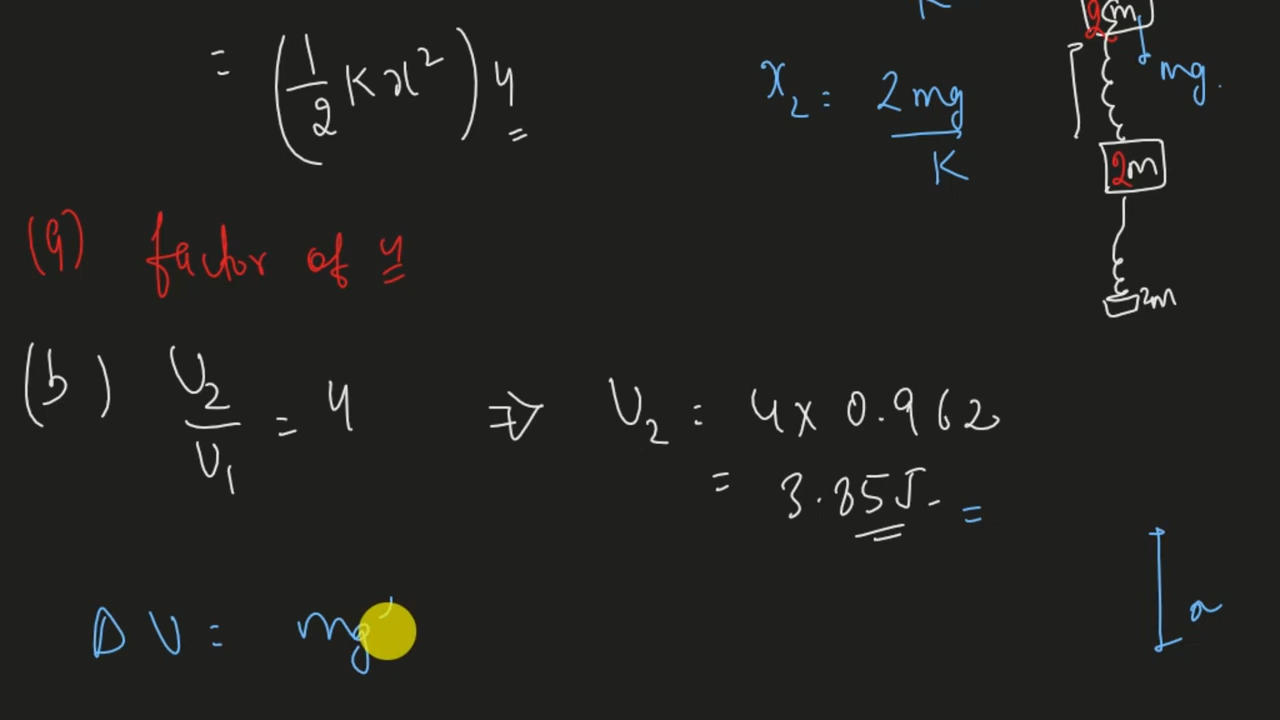 K
= (1/2 K x²) 4
x₂ = 2mg/K
2m
mg.
2m
2m
(a) factor of 4
(b) U₂/U₁ = 4 ⇒ U₂ = 4 x 0.962
= 3.85 J. =
Δ U = mg
a